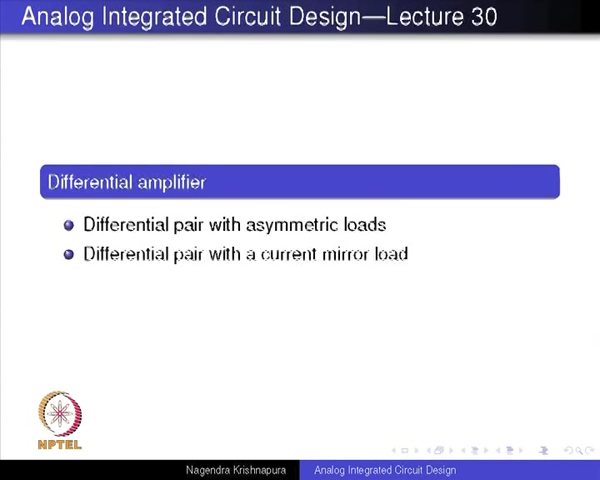 Analog Integrated Circuit Design—Lecture 30
Differential amplifier
Differential pair with asymmetric loads
Differential pair with a current mirror load
NPTEL
Nagendra Krishnapura Analog Integrated Circuit Design